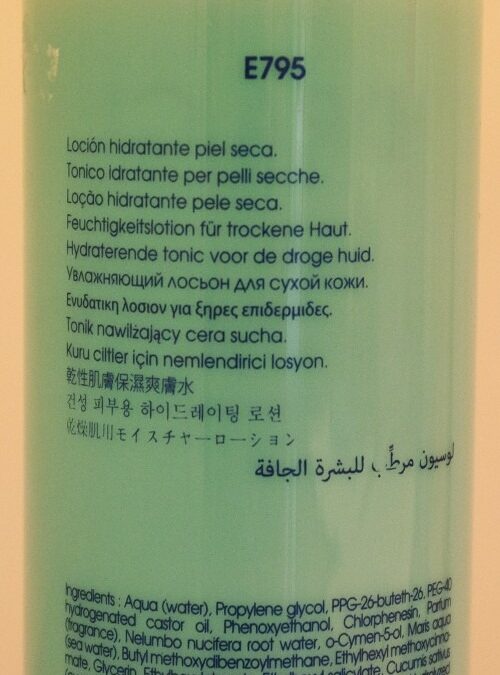 E795
Loción hidratante piel seca.
Tonico idratante per pelli secche.
Loção hidratante pele seca.
Feuchtigkeitslotion für trockene Haut.
Hydraterende tonic voor de droge huid.
Увлажняющий лосьон для сухой кожи.
Ενυδατικη λοσιον για ξηρες επιδερμιδες.
Tonik nawilżający cera sucha.
Kuru ciltler için nemlendirici losyon.
乾性肌膚保濕爽膚水
건성 피부용 하이드레이팅 로션
乾燥肌用モイスチャーローション
لوسيون مرطِّب للبشرة الجافة
Ingredients : Aqua (water), Propylene glycol, PPG-26-buteth-26, PEG-40
hydrogenated castor oil, Phenoxyethanol, Chlorphenesin, Parfum
(fragrance), Nelumbo nucifera root water, o-Cymen-5-ol, Maris aqua
(sea water), Butyl methoxydibenzoylmethane, Ethylhexyl methoxycinna-
mate, Glycerin, Ethylhexyl salicylate, Cucumis sativus